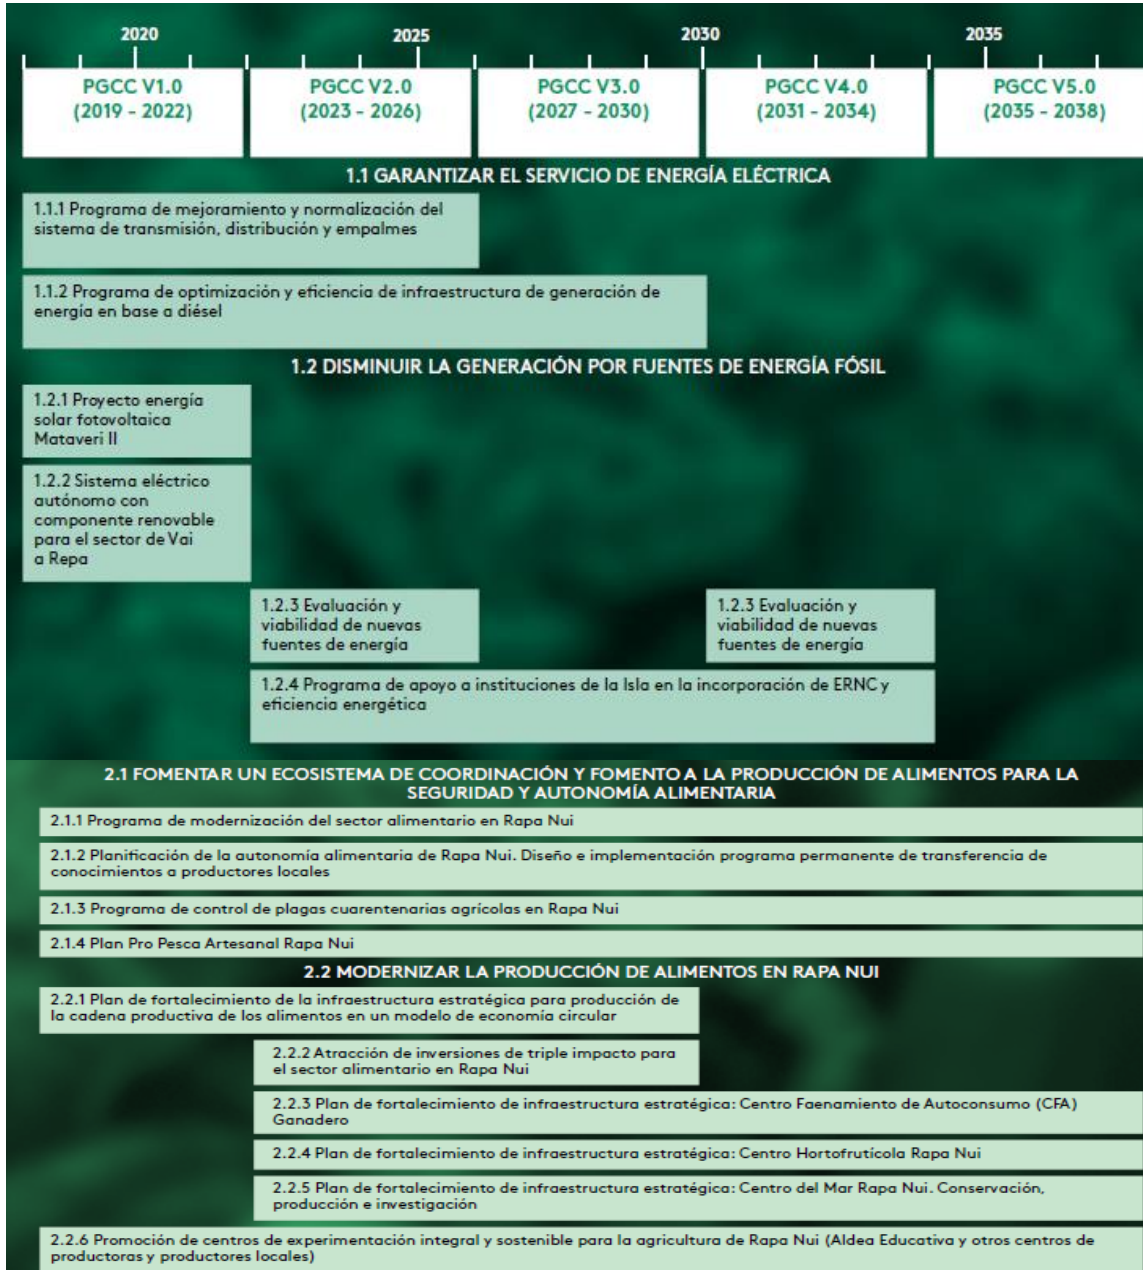 2020 2025 2030 2035
PGCC V1.0 PGCC V2.0 PGCC V3.0 PGCC V4.0 PGCC V5.0
(2019 - 2022) (2023 - 2026) (2027 - 2030) (2031 - 2034) (2035 - 2038)
1.1 GARANTIZAR EL SERVICIO DE ENERGÍA ELÉCTRICA
1.1.1 Programa de mejoramiento y normalización del
sistema de transmisión, distribución y empalmes
1.1.2 Programa de optimización y eficiencia de infraestructura de generación de
energía en base a diésel
1.2 DISMINUIR LA GENERACIÓN POR FUENTES DE ENERGÍA FÓSIL
1.2.1 Proyecto energía
solar fotovoltaica
Mataveri II
1.2.2 Sistema eléctrico
autónomo con
componente renovable
para el sector de Vai
a Repa
1.2.3 Evaluación y
viabilidad de nuevas
fuentes de energía
1.2.3 Evaluación y
viabilidad de nuevas
fuentes de energía
1.2.4 Programa de apoyo a instituciones de la Isla en la incorporación de ERNC y
eficiencia energética
2.1 FOMENTAR UN ECOSISTEMA DE COORDINACIÓN Y FOMENTO A LA PRODUCCIÓN DE ALIMENTOS PARA LA
SEGURIDAD Y AUTONOMÍA ALIMENTARIA
2.1.1 Programa de modernización del sector alimentario en Rapa Nui
2.1.2 Planificación de la autonomía alimentaria de Rapa Nui. Diseño e implementación programa permanente de transferencia de
conocimientos a productores locales
2.1.3 Programa de control de plagas cuarentenarias agrícolas en Rapa Nui
2.1.4 Plan Pro Pesca Artesanal Rapa Nui
2.2 MODERNIZAR LA PRODUCCIÓN DE ALIMENTOS EN RAPA NUI
2.2.1 Plan de fortalecimiento de la infraestructura estratégica para producción de
la cadena productiva de los alimentos en un modelo de economía circular
2.2.2 Atracción de inversiones de triple impacto para
el sector alimentario en Rapa Nui
2.2.3 Plan de fortalecimiento de infraestructura estratégica: Centro Faenamiento de Autoconsumo (CFA)
Ganadero
2.2.4 Plan de fortalecimiento de infraestructura estratégica: Centro Hortofrutícola Rapa Nui
2.2.5 Plan de fortalecimiento de infraestructura estratégica: Centro del Mar Rapa Nui. Conservación,
producción e investigación
2.2.6 Promoción de centros de experimentación integral y sostenible para la agricultura de Rapa Nui (Aldea Educativa y otros centros de
productoras y productores locales)